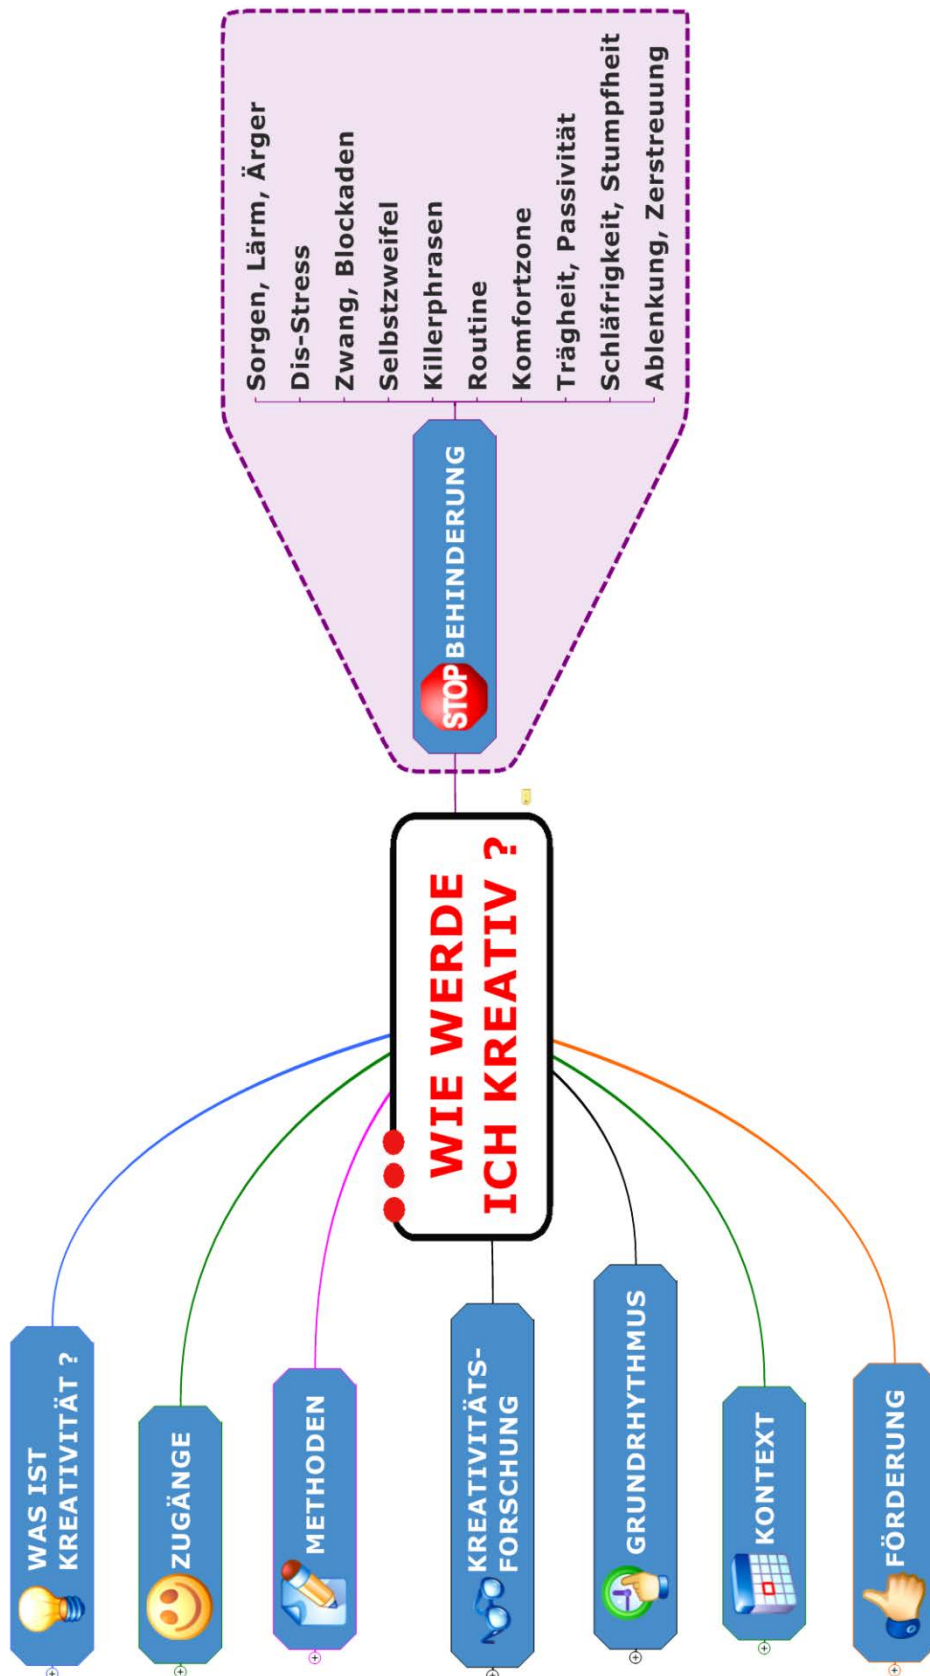 WIE WERDE
ICH KREATIV ?
WAS IST
KREATIVITÄT ?
ZUGÄNGE
METHODEN
KREATIVITÄTS-
FORSCHUNG
GRUNDRHYTHMUS
KONTEXT
FÖRDERUNG
STOP
BEHINDERUNG
Sorgen, Lärm, Ärger
Dis-Stress
Zwang, Blockaden
Selbstzweifel
Killerphrasen
Routine
Komfortzone
Trägheit, Passivität
Schläfrigkeit, Stumpfheit
Ablenkung, Zerstreuung